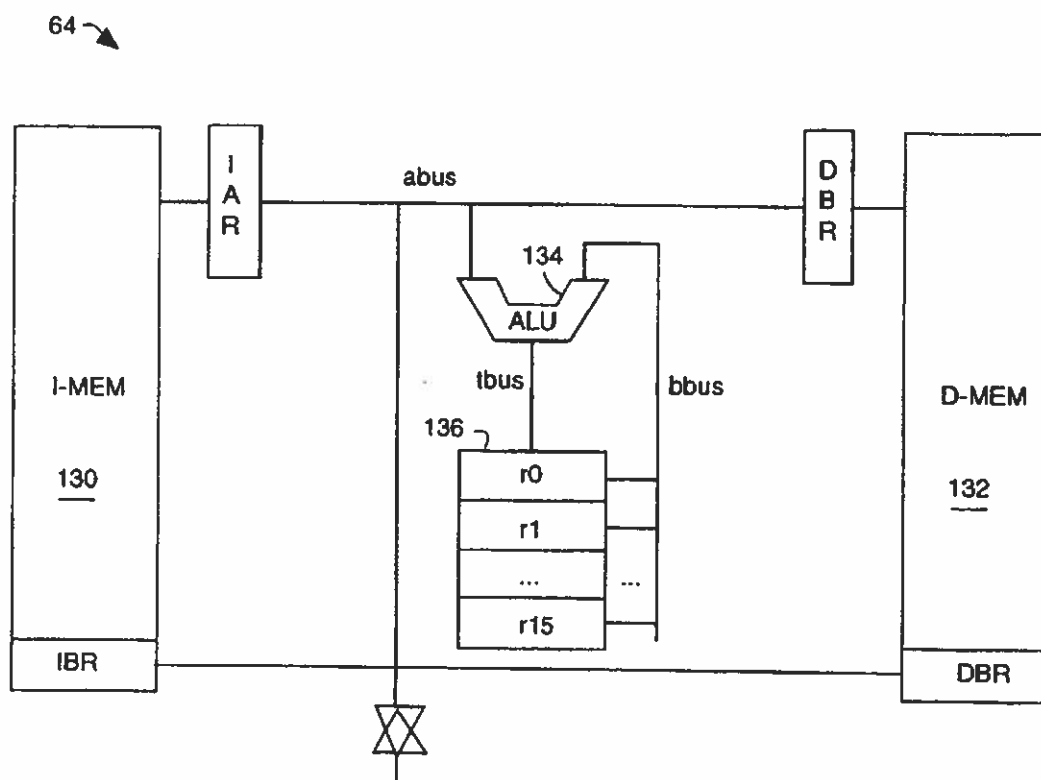 64
I
A
R
abus
D
B
R
134
ALU
tbus
bbus
I-MEM
D-MEM
136
r0
130
132
r1
...
...
r15
IBR
DBR